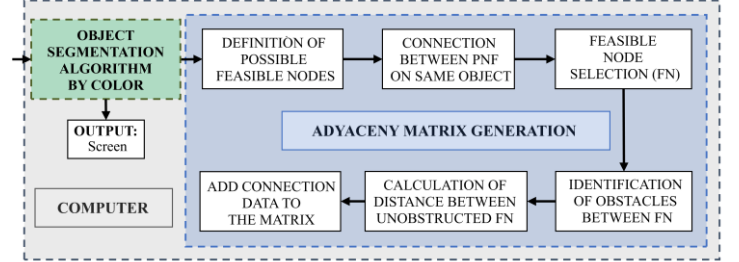 OBJECT
SEGMENTATION
ALGORITHM
BY COLOR
DEFINITION OF
POSSIBLE
FEASIBLE NODES
CONNECTION
BETWEEN PNF
ON SAME OBJECT
FEASIBLE
NODE
SELECTION (FN)
OUTPUT:
Screen
ADYACENY MATRIX GENERATION
COMPUTER
ADD CONNECTION
DATA TO
THE MATRIX
CALCULATION OF
DISTANCE BETWEEN
UNOBSTRUCTED FN
IDENTIFICATION
OF OBSTACLES
BETWEEN FN